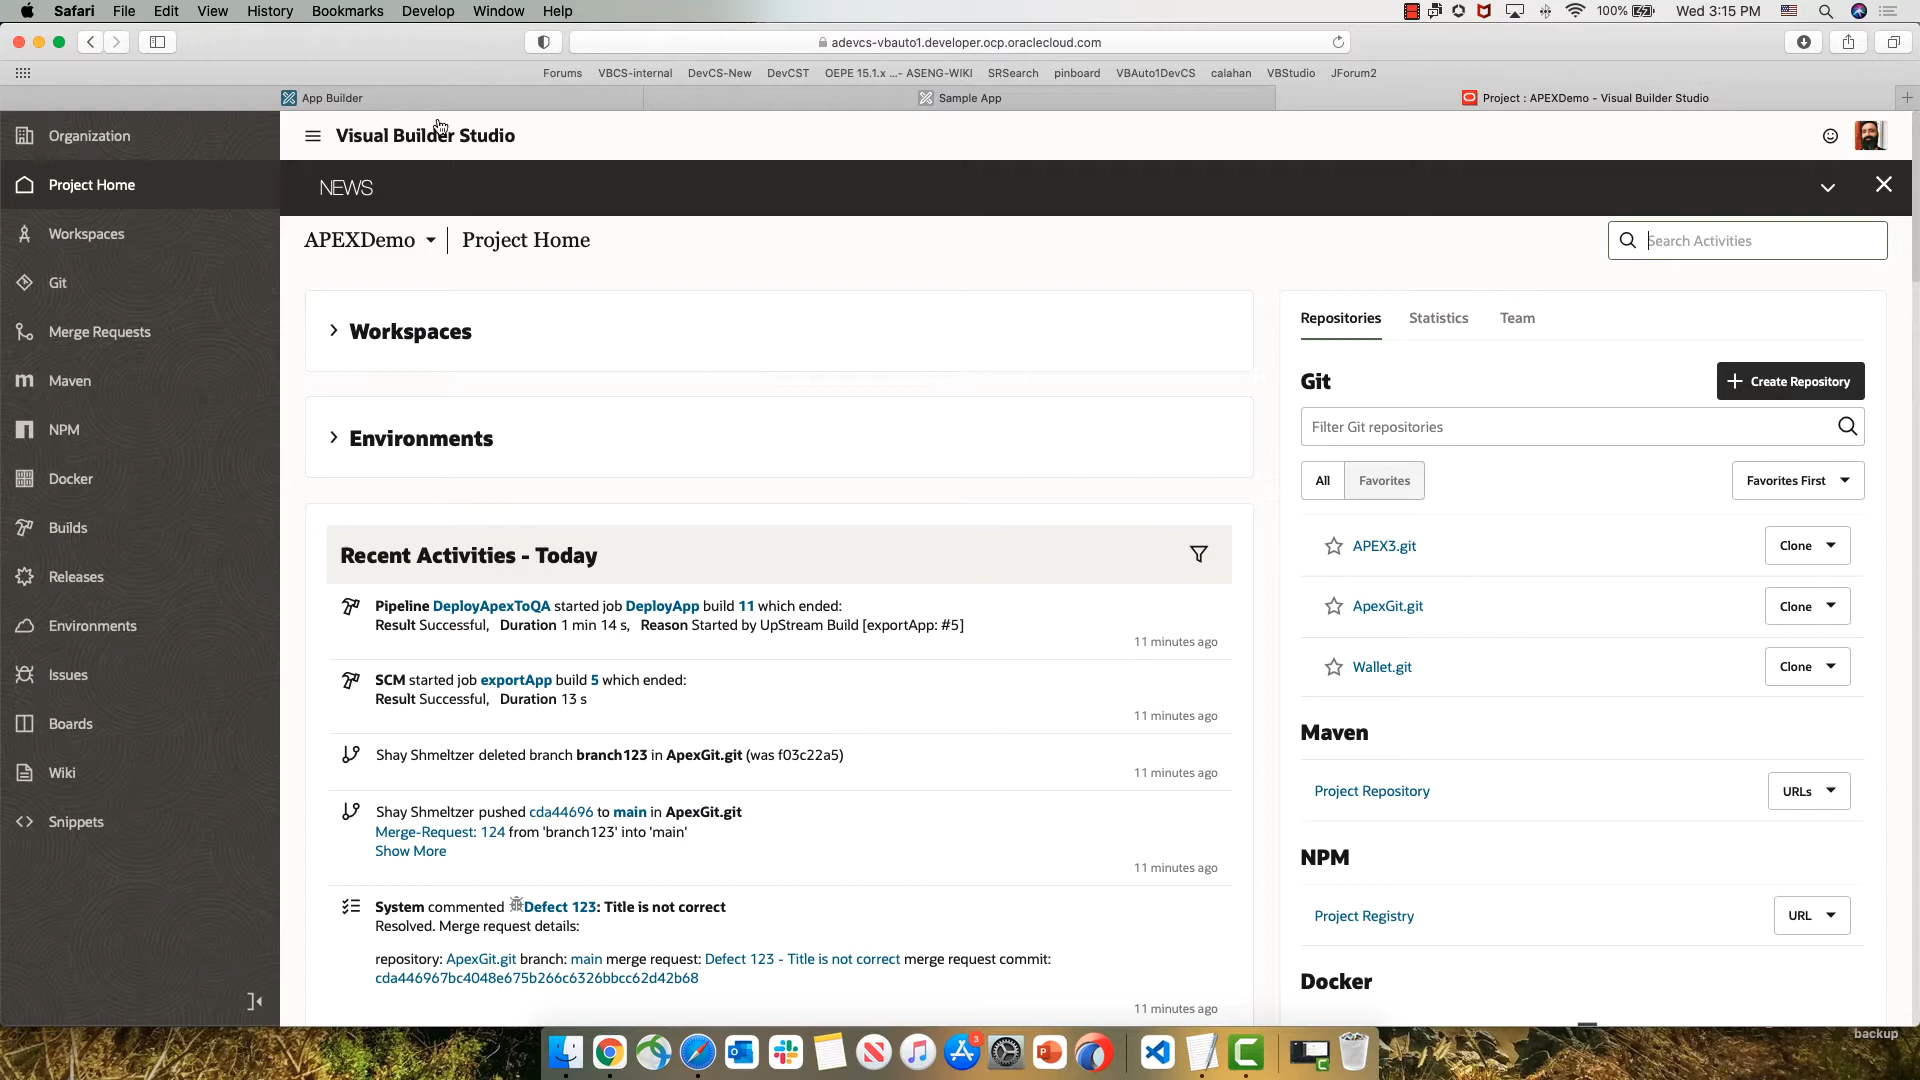 Safari File Edit View History Bookmarks Develop Window Help
100% Wed 3:15 PM
adevcs-vbauto1.developer.ocp.oraclecloud.com
Forums VBCS-internal DevCS-New DevCST OEPE 15.1.x ...- ASENG-WIKI SRSearch pinboard VBAuto1DevCS calahan VBStudio JForum2
App Builder
Sample App
Project : APEXDemo - Visual Builder Studio
Organization
Project Home
Workspaces
Git
Merge Requests
Maven
NPM
Docker
Builds
Releases
Environments
Issues
Boards
Wiki
Snippets
Visual Builder Studio
NEWS
APEXDemo
Project Home
Search Activities
Workspaces
Environments
Recent Activities - Today
Pipeline DeployApexToQA started job DeployApp build 11 which ended:
Result Successful, Duration 1 min 14 s, Reason Started by UpStream Build [exportApp: #5]
11 minutes ago
SCM started job exportApp build 5 which ended:
Result Successful, Duration 13 s
11 minutes ago
Shay Shmeltzer deleted branch branch123 in ApexGit.git (was f03c22a5)
11 minutes ago
Shay Shmeltzer pushed cda44696 to main in ApexGit.git
Merge-Request: 124 from 'branch123' into 'main'
Show More
11 minutes ago
System commented Defect 123: Title is not correct
Resolved. Merge request details:
repository: ApexGit.git branch: main merge request: Defect 123 - Title is not correct merge request commit:
cda446967bc4048e675b266c6326bbcc62d42b68
11 minutes ago
Repositories Statistics Team
Git
Create Repository
Filter Git repositories
All Favorites
Favorites First
APEX3.git
Clone
ApexGit.git
Clone
Wallet.git
Clone
Maven
Project Repository
URLs
NPM
Project Registry
URL
Docker
3
backup